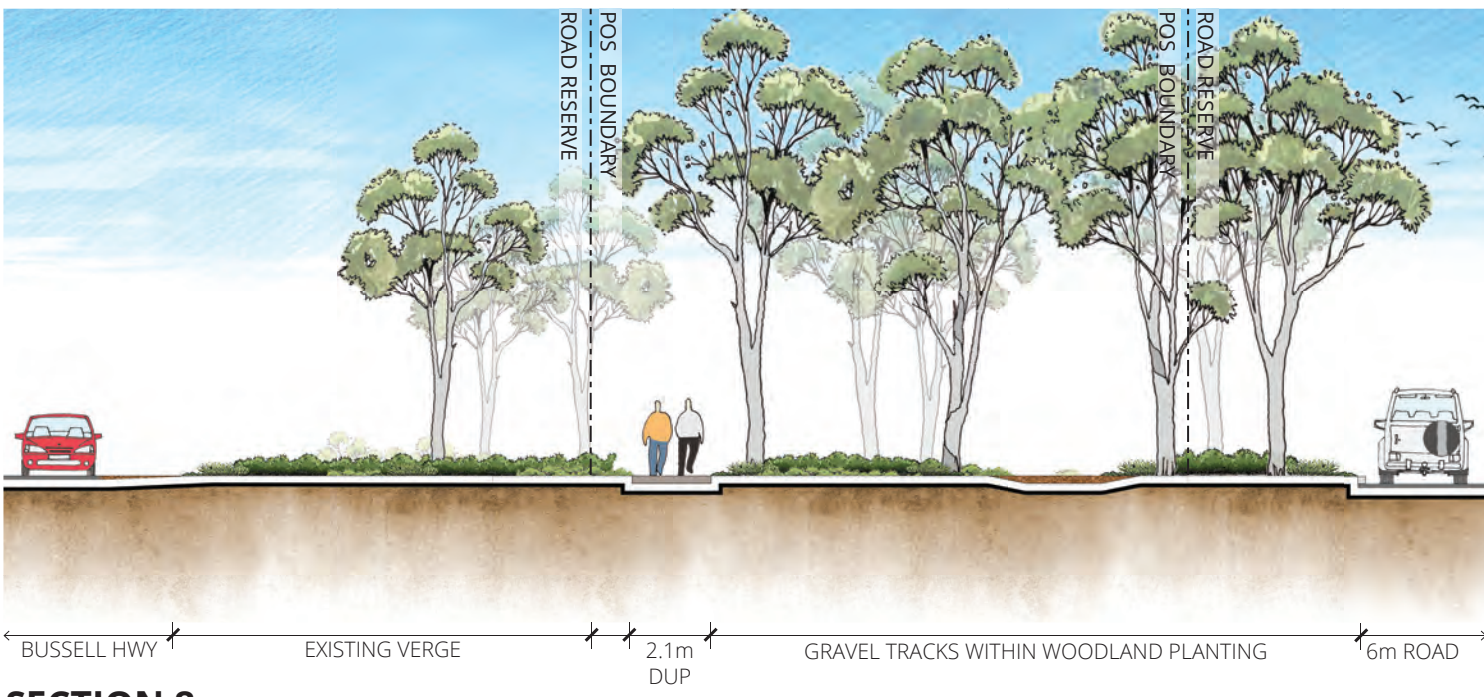 ROAD RESERVE
POS BOUNDARY
POS BOUNDARY
ROAD RESERVE
BUSSELL HWY
EXISTING VERGE
2.1m
DUP
GRAVEL TRACKS WITHIN WOODLAND PLANTING
6m ROAD
SECTION